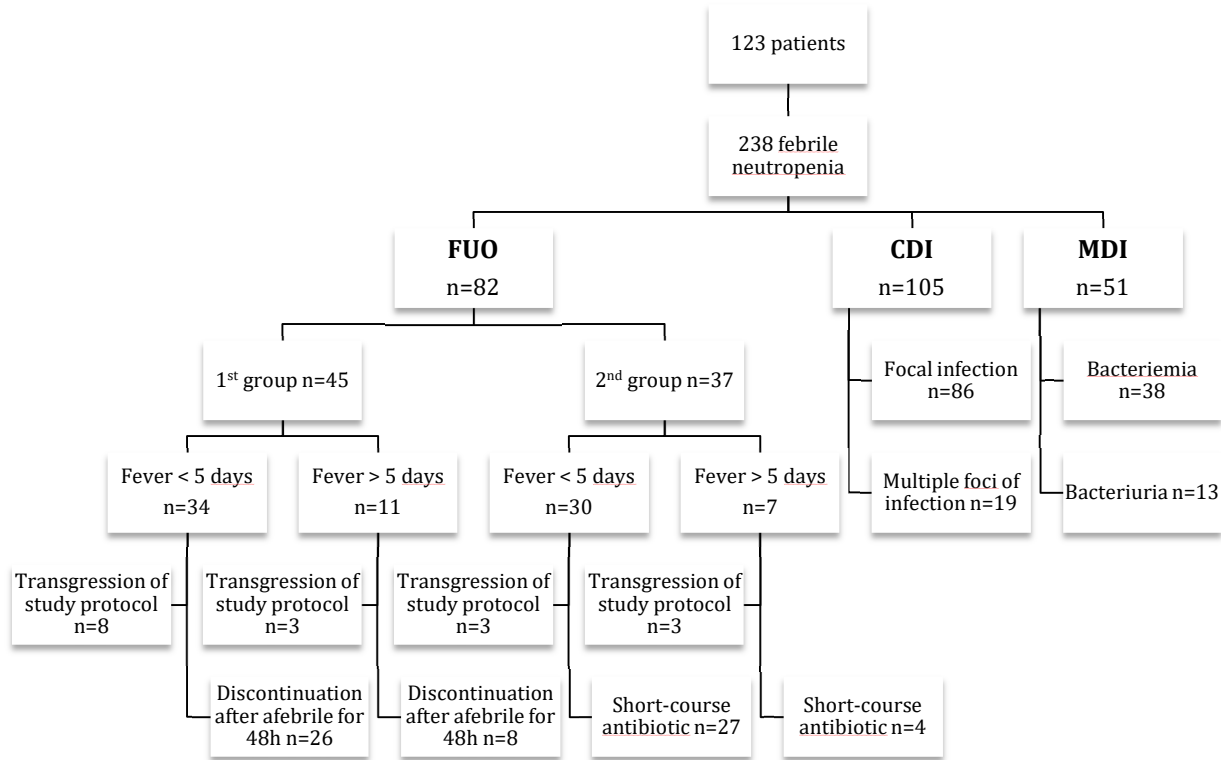 123 patients
238 febrile
neutropenia
FUO
n=82
CDI
n=105
MDI
n=51
1st group n=45
2nd group n=37
Focal infection
n=86
Bacteriemia
n=38
Fever < 5 days
n=34
Fever > 5 days
n=11
Fever < 5 days
n=30
Fever > 5 days
n=7
Multiple foci of
infection n=19
Bacteriuria n=13
Transgression of
study protocol
n=8
Transgression of
study protocol
n=3
Transgression of
study protocol
n=3
Transgression of
study protocol
n=3
Discontinuation
after afebrile for
48h n=26
Discontinuation
after afebrile for
48h n=8
Short-course
antibiotic n=27
Short-course
antibiotic n=4